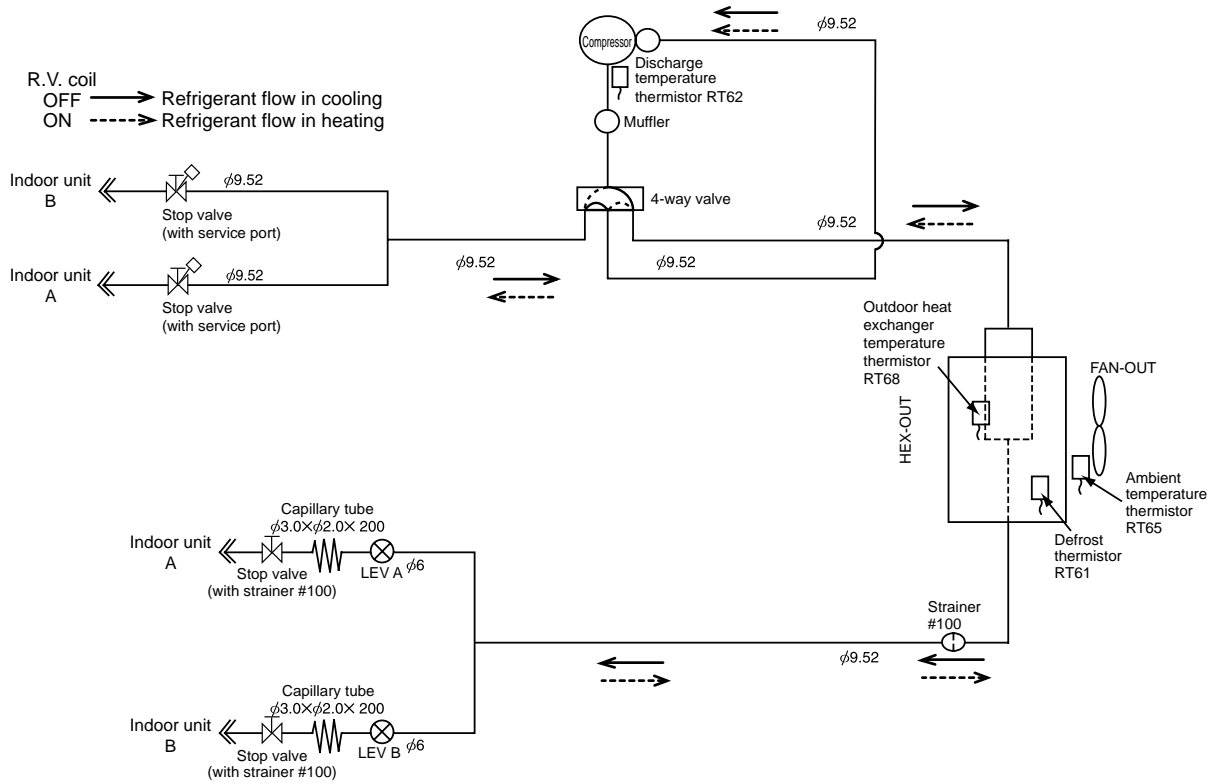 Compressor
ϕ9.52
Discharge
temperature
thermistor RT62
R.V. coil
OFF Refrigerant flow in cooling
ON Refrigerant flow in heating
Muffler
Indoor unit
B
ϕ9.52
Stop valve
(with service port)
4-way valve
ϕ9.52
Indoor unit
A
ϕ9.52
Stop valve
(with service port)
ϕ9.52
ϕ9.52
Outdoor heat
exchanger
temperature
thermistor
RT68
HEX-OUT
FAN-OUT
Ambient
temperature
thermistor
RT65
Defrost
thermistor
RT61
Capillary tube
ϕ3.0×ϕ2.0×200
Indoor unit
A
Stop valve
(with strainer #100)
LEV A
ϕ6
Strainer
#100
ϕ9.52
Capillary tube
ϕ3.0×ϕ2.0×200
Indoor unit
B
Stop valve
(with strainer #100)
LEV B
ϕ6